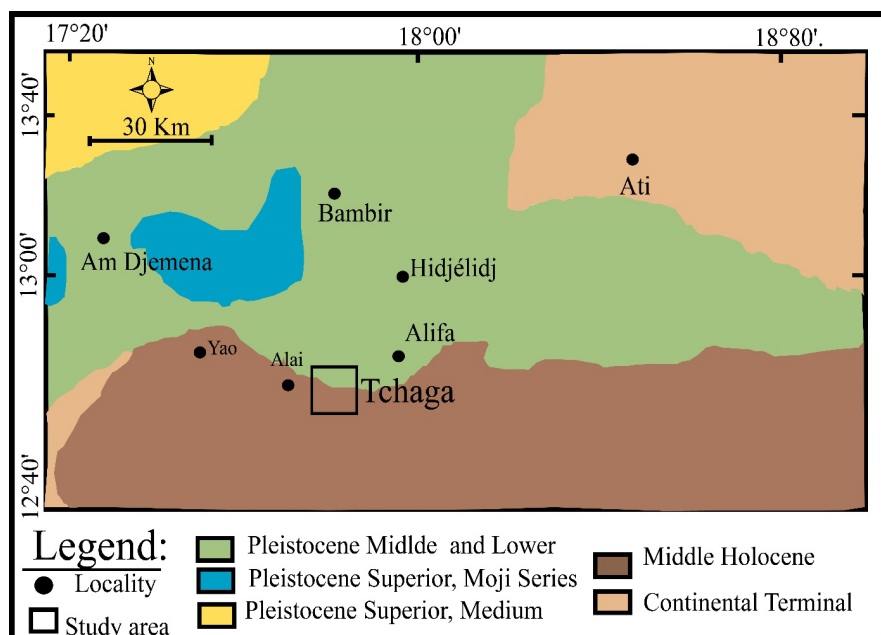 17°20' 18°00' 18°80'.
N
30 Km
13°40'
13°00'
12°40'
Ati
Bambir
Am Djemena
Hidjélidj
Alifa
Yao
Alai
Tchaga
Legend:
Locality
Study area
Pleistocene Midlde and Lower
Pleistocene Superior, Moji Series
Pleistocene Superior, Medium
Middle Holocene
Continental Terminal